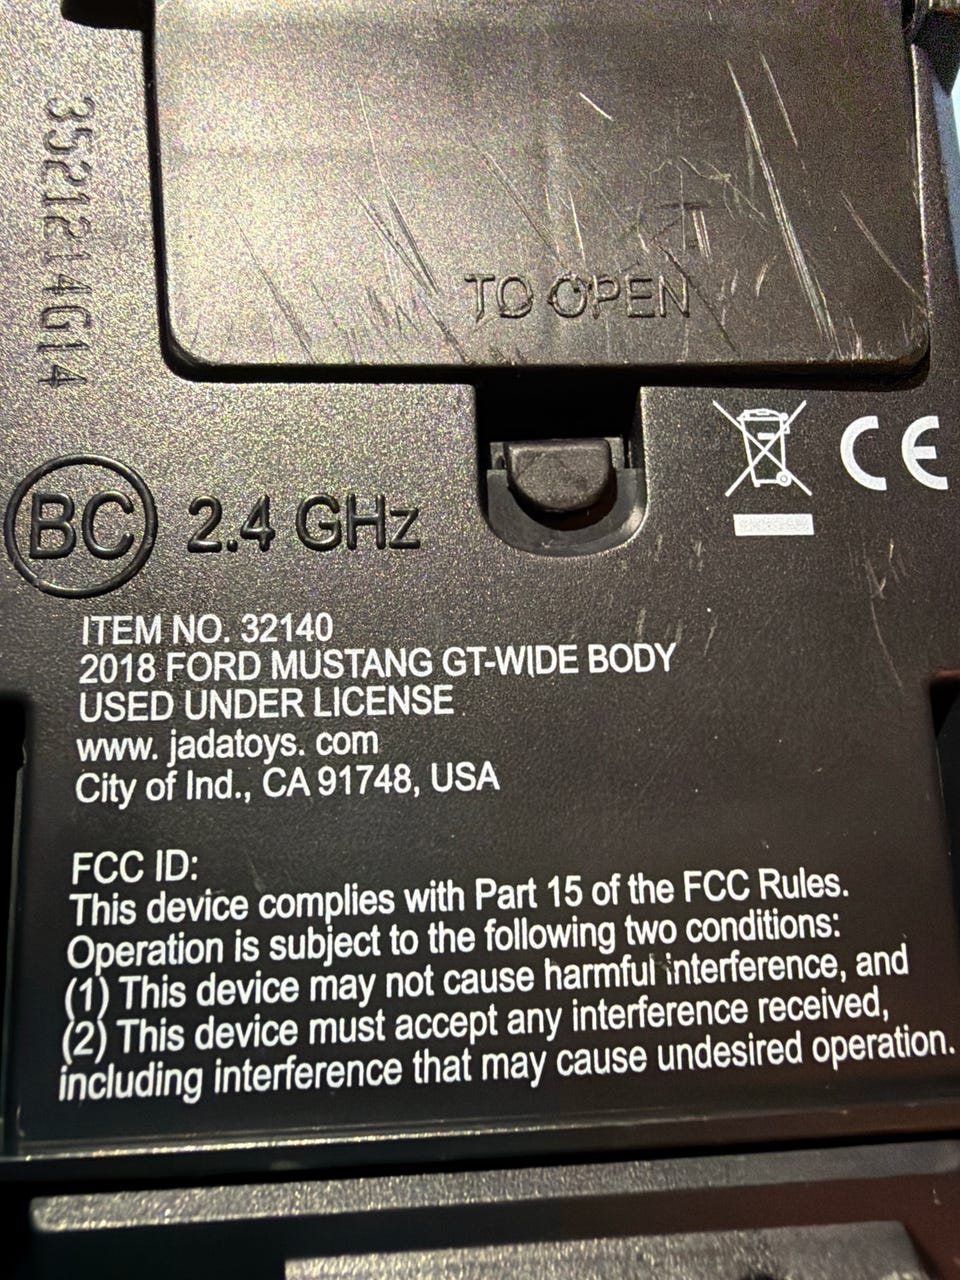 3521214G14
TO OPEN
CE
BC 2.4 GHz
ITEM NO. 32140
2018 FORD MUSTANG GT-WIDE BODY
USED UNDER LICENSE
www. jadatoys. com
City of Ind., CA 91748, USA
FCC ID:
This device complies with Part 15 of the FCC Rules.
Operation is subject to the following two conditions:
(1) This device may not cause harmful interference, and
(2) This device must accept any interference received,
including interference that may cause undesired operation.